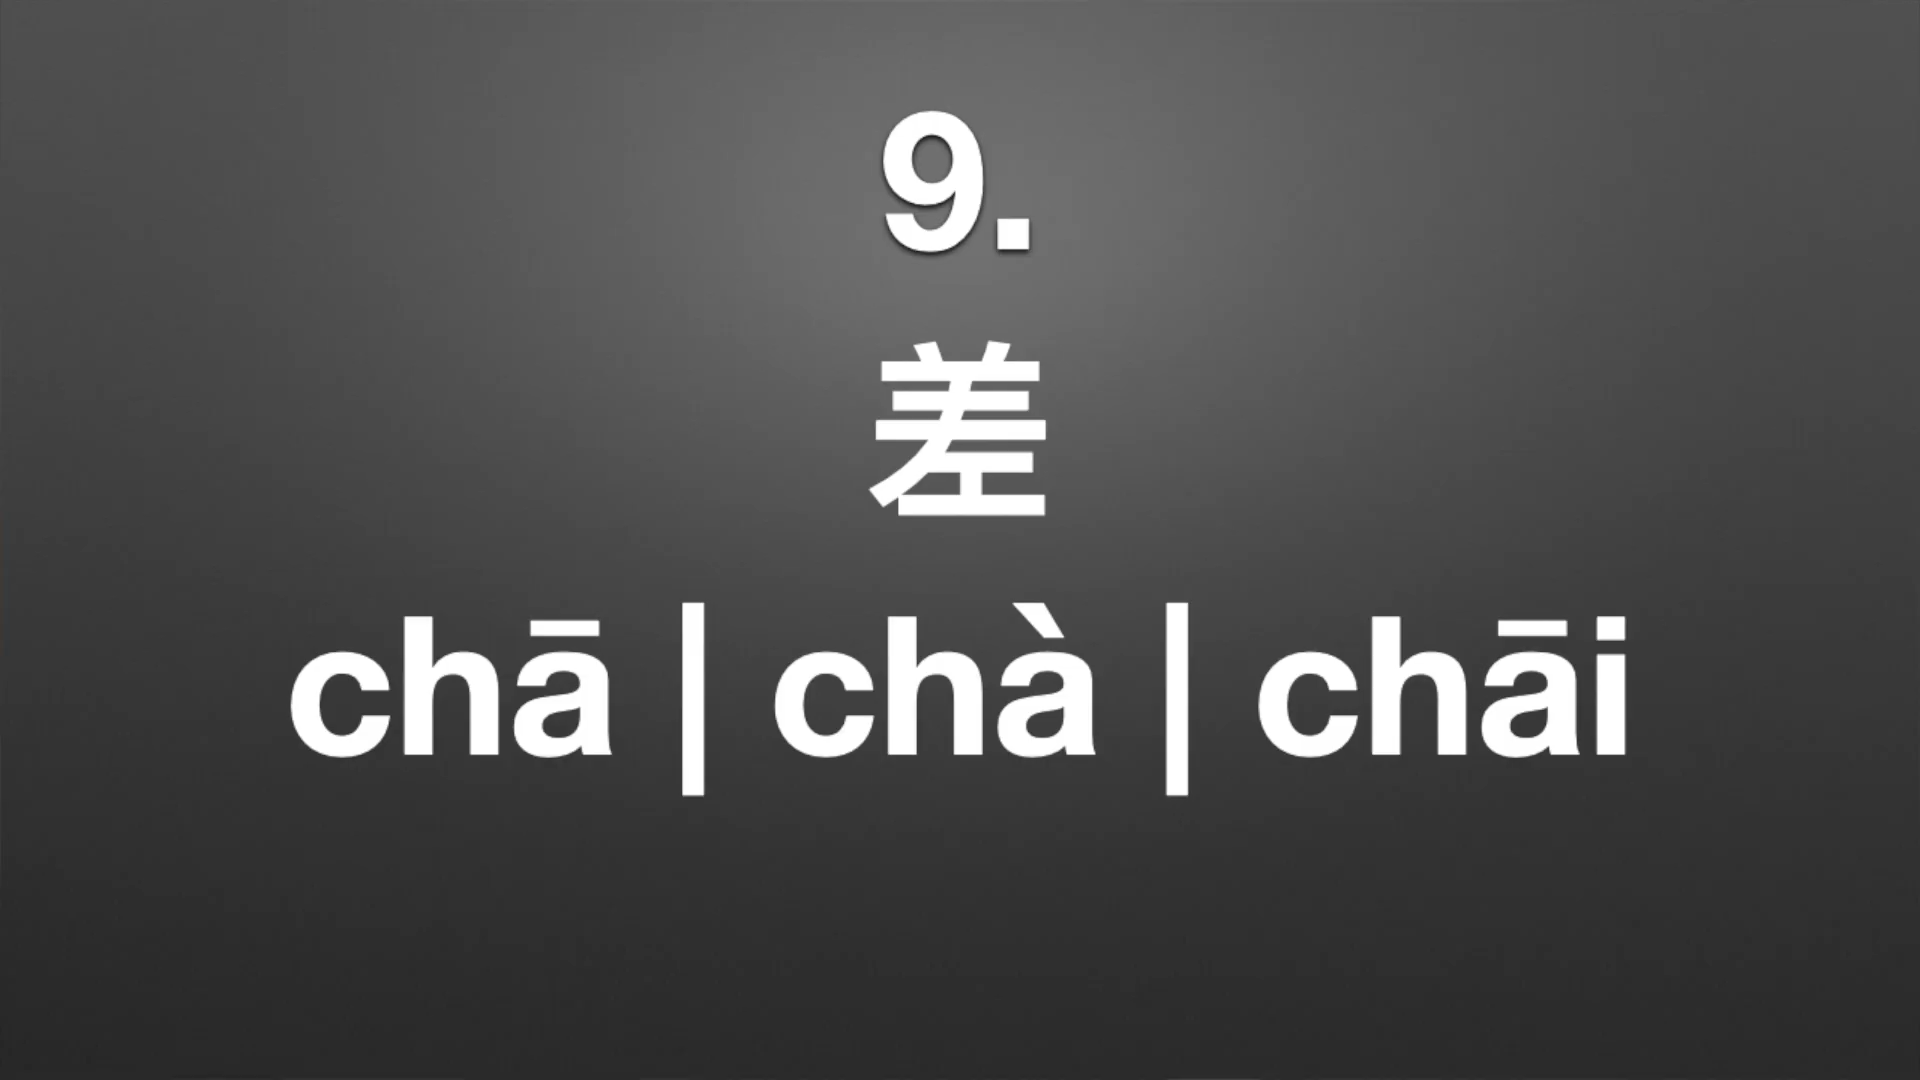 9.
差
chā | chà | chāi